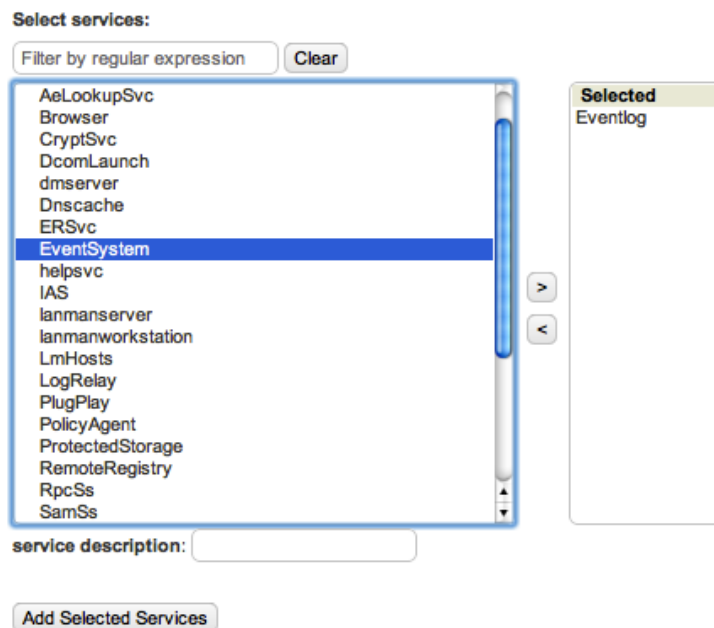 Select services:
Filter by regular expression
Clear
AeLookupSvc
Browser
CryptSvc
DcomLaunch
dmserver
Dnscache
ERSvc
EventSystem
helpsvc
IAS
lanmanserver
lanmanworkstation
LmHosts
LogRelay
PlugPlay
PolicyAgent
ProtectedStorage
RemoteRegistry
RpcSs
SamSs
>
<
Selected
Eventlog
service description:
Add Selected Services